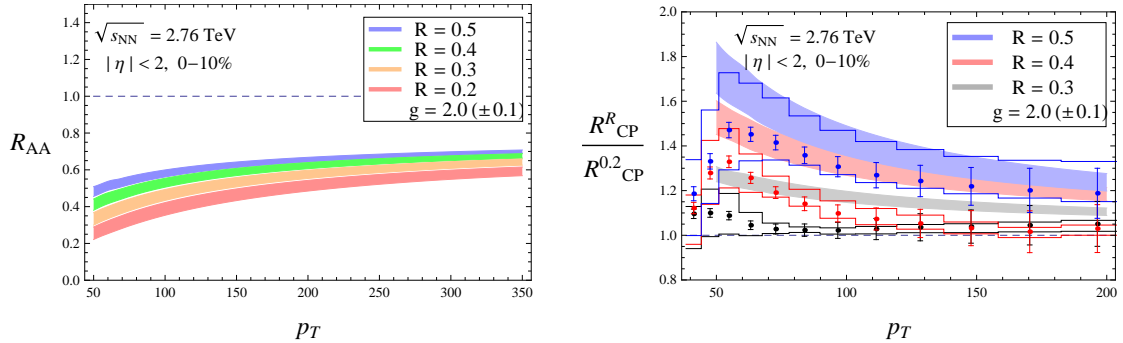 √s_NN = 2.76 TeV
|η| < 2, 0–10%
R = 0.5
R = 0.4
R = 0.3
R = 0.2
g = 2.0 (±0.1)
R_AA
1.4
1.2
1.0
0.8
0.6
0.4
0.2
0.0
50 100 150 200 250 300 350
p_T
√s_NN = 2.76 TeV
|η| < 2, 0–10%
R = 0.5
R = 0.4
R = 0.3
g = 2.0 (±0.1)
R^R_CP
R^0.2_CP
2.0
1.8
1.6
1.4
1.2
1.0
0.8
50 100 150 200
p_T